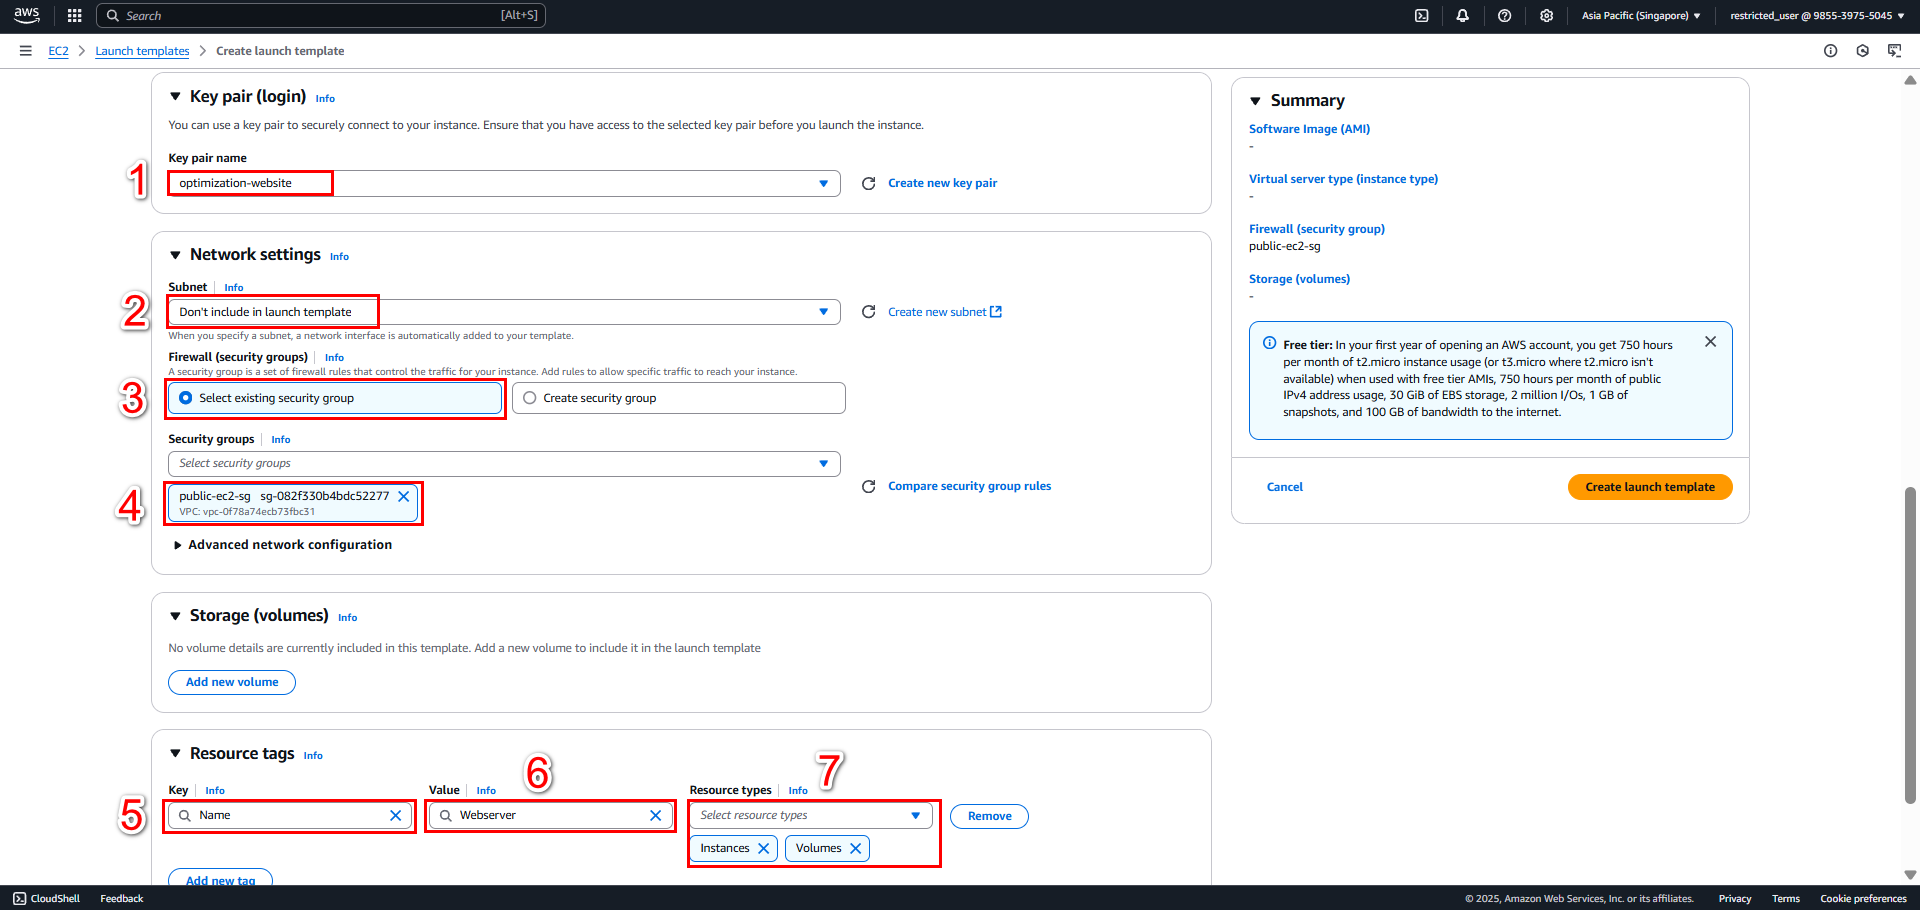 aws
Search [Alt+S]
Asia Pacific (Singapore)
restricted_user @ 9855-3975-5045
EC2 > Launch templates > Create launch template
Key pair (login) Info
You can use a key pair to securely connect to your instance. Ensure that you have access to the selected key pair before you launch the instance.
Key pair name
1
optimization-website
Create new key pair
Network settings Info
Subnet Info
2
Don't include in launch template
Create new subnet
When you specify a subnet, a network interface is automatically added to your template.
Firewall (security groups) Info
A security group is a set of firewall rules that control the traffic for your instance. Add rules to allow specific traffic to reach your instance.
3
Select existing security group
Create security group
Security groups Info
Select security groups
4
public-ec2-sg sg-082f330b4bdc52277
VPC: vpc-0f78a74ecb73fbc31
Compare security group rules
Advanced network configuration
Storage (volumes) Info
No volume details are currently included in this template. Add a new volume to include it in the launch template
Add new volume
Resource tags Info
6
7
Key Info
Value Info
Resource types Info
5
Name
Webserver
Select resource types
Remove
Instances
Volumes
Add new tag
Summary
Software Image (AMI)
-
Virtual server type (instance type)
-
Firewall (security group)
public-ec2-sg
Storage (volumes)
-
Free tier: In your first year of opening an AWS account, you get 750 hours
per month of t2.micro instance usage (or t3.micro where t2.micro isn't
available) when used with free tier AMIs, 750 hours per month of public
IPv4 address usage, 30 GiB of EBS storage, 2 million I/Os, 1 GB of
snapshots, and 100 GB of bandwidth to the internet.
Cancel
Create launch template
CloudShell
Feedback
© 2025, Amazon Web Services, Inc. or its affiliates.
Privacy
Terms
Cookie preferences